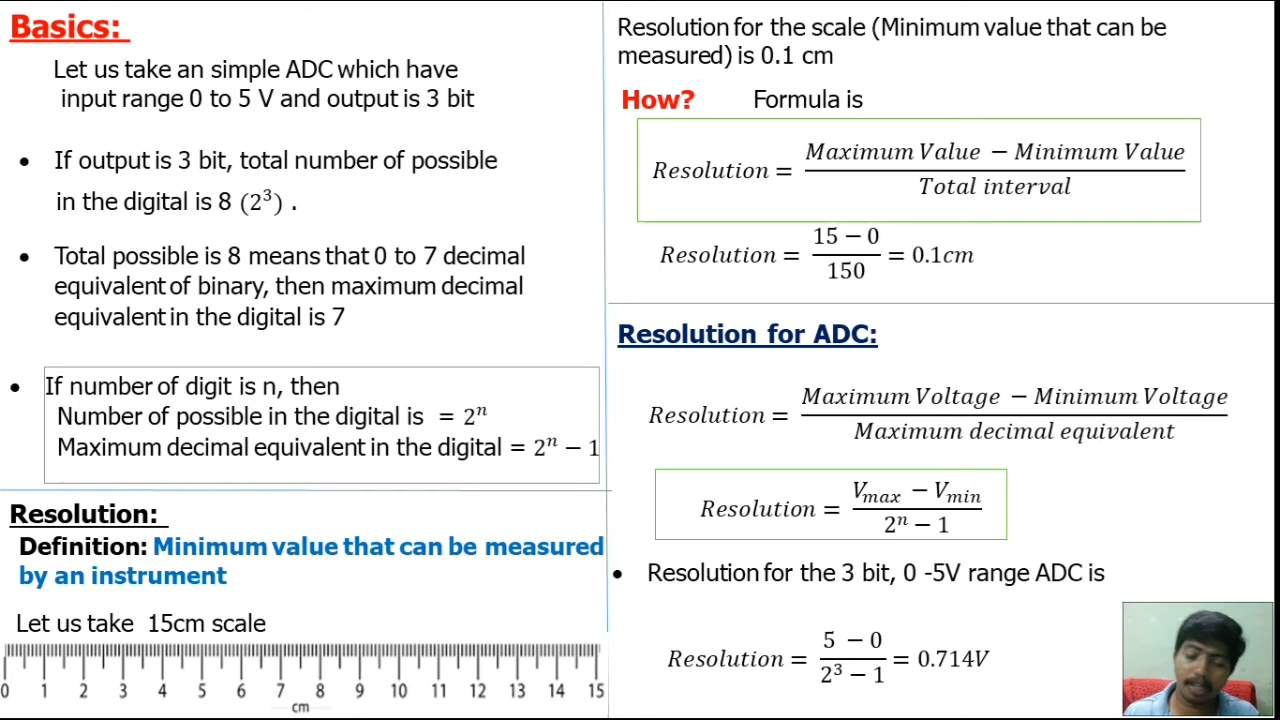 Basics:
Let us take an simple ADC which have
input range 0 to 5 V and output is 3 bit
• If output is 3 bit, total number of possible
in the digital is 8 (2³) .
• Total possible is 8 means that 0 to 7 decimal
equivalent of binary, then maximum decimal
equivalent in the digital is 7
• If number of digit is n, then
Number of possible in the digital is = 2ⁿ
Maximum decimal equivalent in the digital = 2ⁿ − 1
Resolution:
Definition: Minimum value that can be measured
by an instrument
Let us take 15cm scale
0 1 2 3 4 5 6 7 8 9 10 11 12 13 14 15
cm
Resolution for the scale (Minimum value that can be
measured) is 0.1 cm
How? Formula is
Maximum Value − Minimum Value
Resolution =
Total interval
15 − 0
Resolution = = 0.1cm
150
Resolution for ADC:
Maximum Voltage − Minimum Voltage
Resolution =
Maximum decimal equivalent
Vmax − Vmin
Resolution =
2ⁿ − 1
• Resolution for the 3 bit, 0 -5V range ADC is
5 − 0
Resolution = = 0.714V
2³ − 1